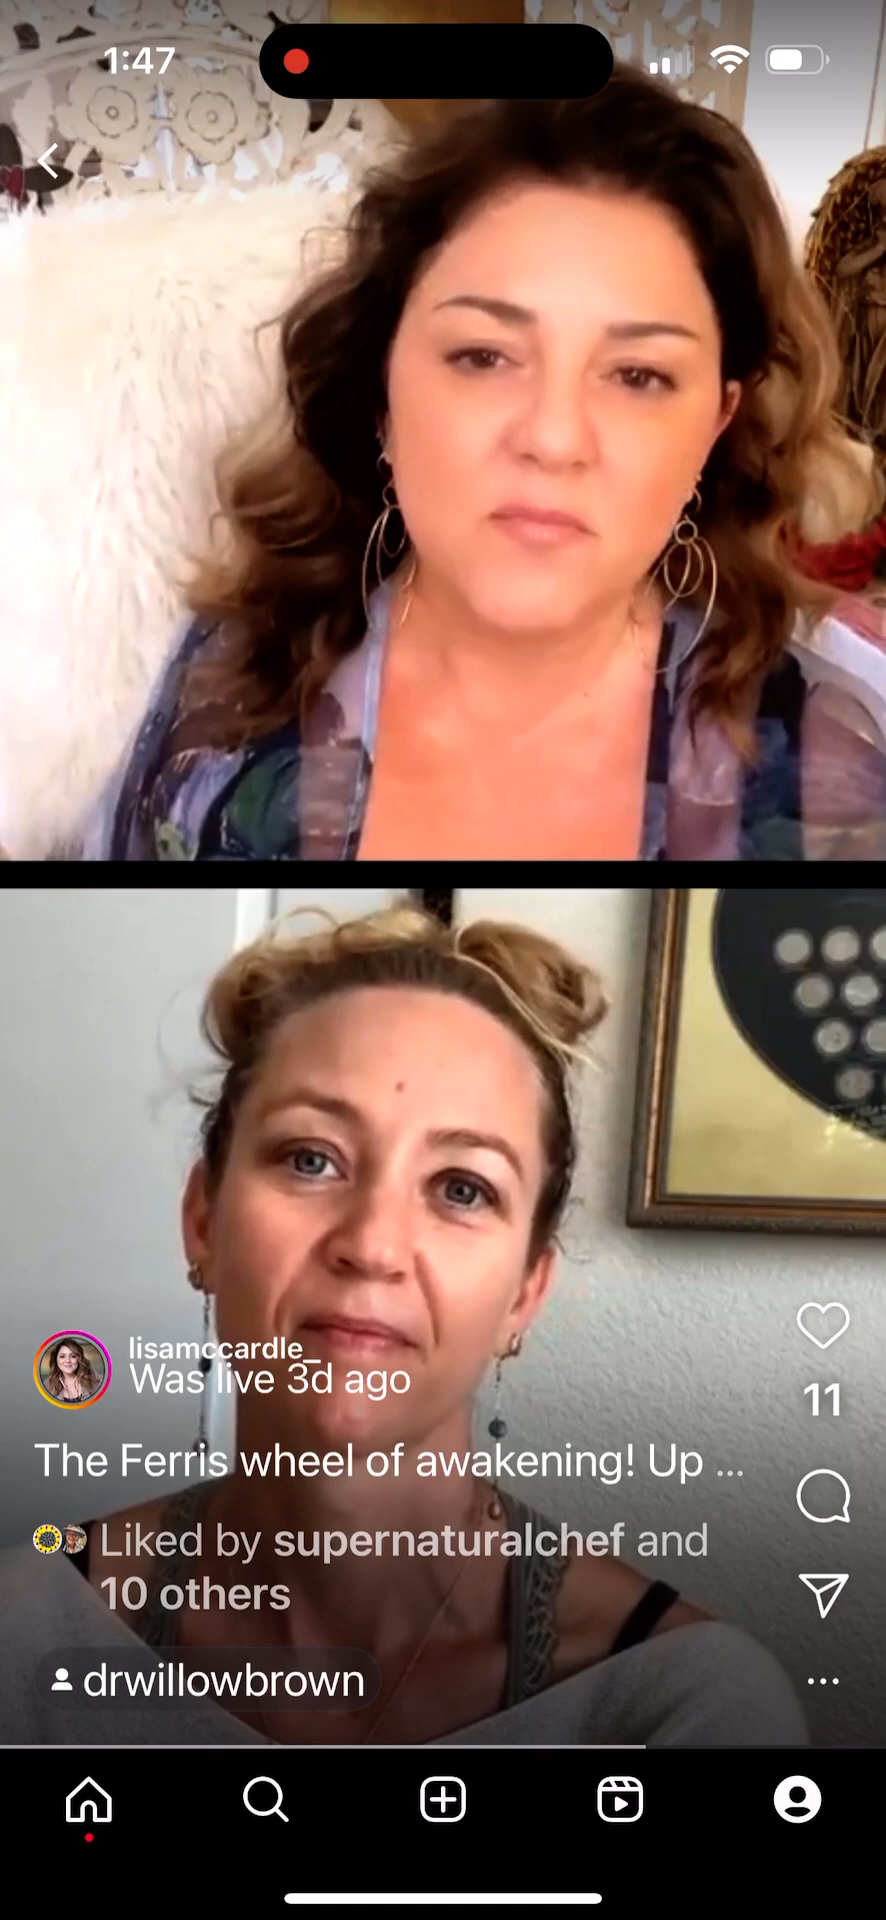 1:47
lisamccardle_
Was live 3d ago
The Ferris wheel of awakening! Up ...
11
Liked by supernaturalchef and
10 others
drwillowbrown